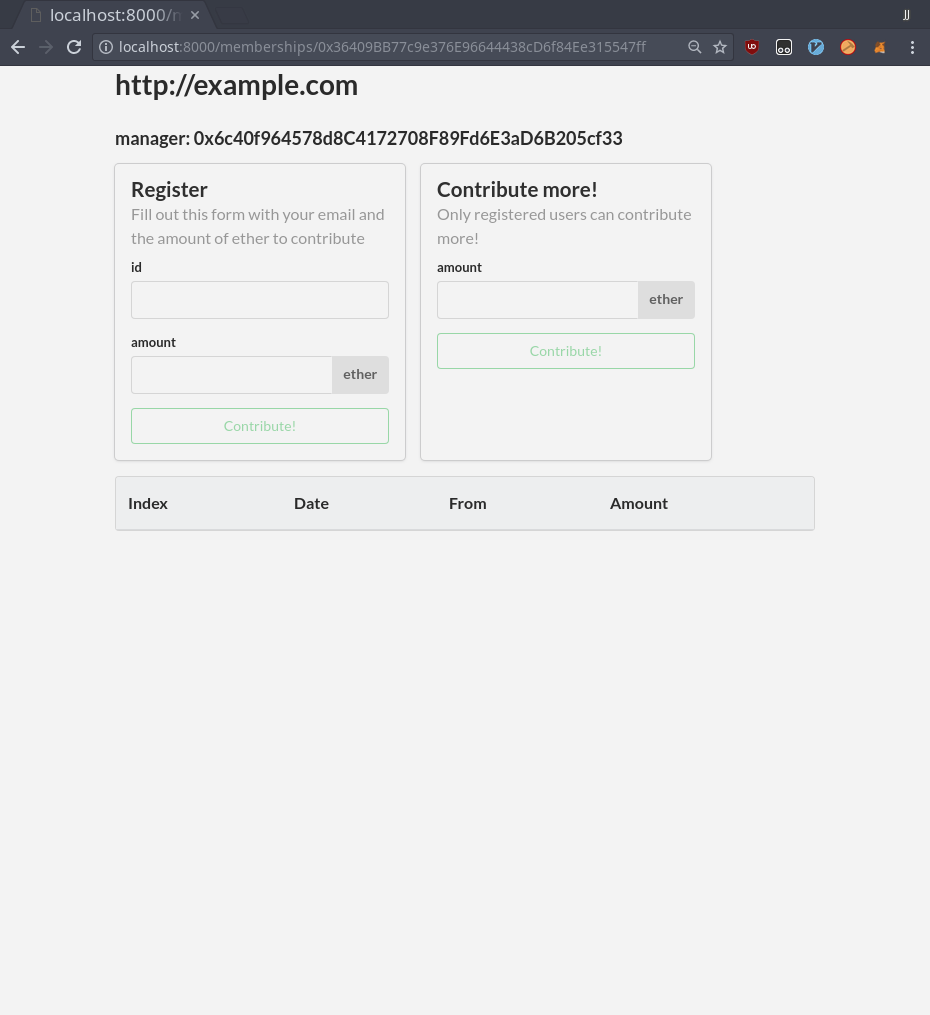 localhost:8000/
JJ
localhost:8000/memberships/0x36409BB77c9e376E96644438cD6f84Ee315547ff
http://example.com
manager: 0x6c40f964578d8C4172708F89Fd6E3aD6B205cf33
Register
Fill out this form with your email and
the amount of ether to contribute
id
amount
ether
Contribute!
Contribute more!
Only registered users can contribute
more!
amount
ether
Contribute!
Index Date From Amount